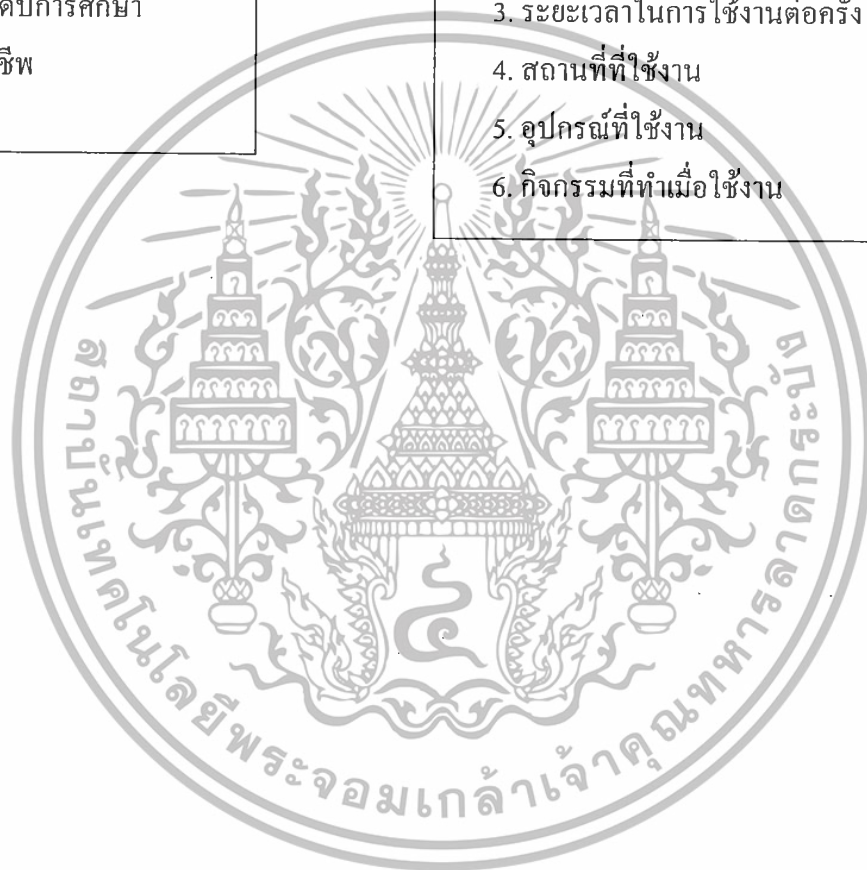 ดับการศึกษา
ชีพ
3. ระยะเวลาในการใช้งานต่อครั้ง
4. สถานที่ที่ใช้งาน
5. อุปกรณ์ที่ใช้งาน
6. กิจกรรมที่ทำเมื่อใช้งาน
สถาบันเทคโนโลยีพระจอมเกล้าเจ้าคุณทหารลาดกระบัง
๔